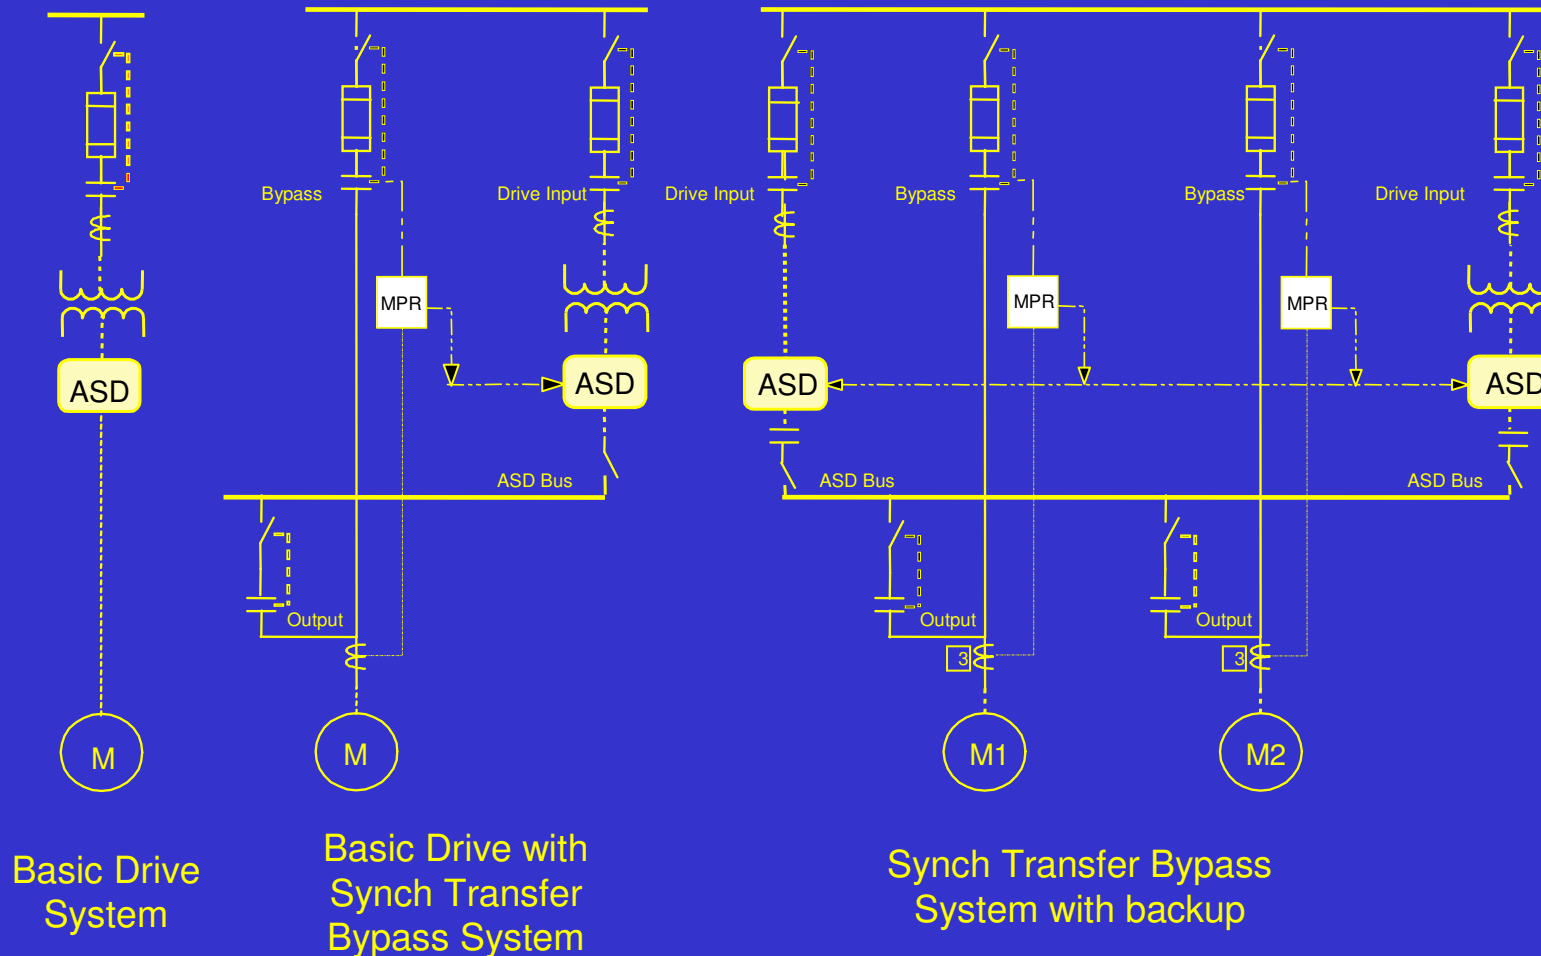 Bypass
Drive Input
Drive Input
Bypass
Bypass
Drive Input
MPR
MPR
MPR
ASD
ASD
ASD
ASD
ASD Bus
ASD Bus
ASD Bus
Output
Output
Output
3
3
M
M
M1
M2
Basic Drive
System
Basic Drive with
Synch Transfer
Bypass System
Synch Transfer Bypass
System with backup